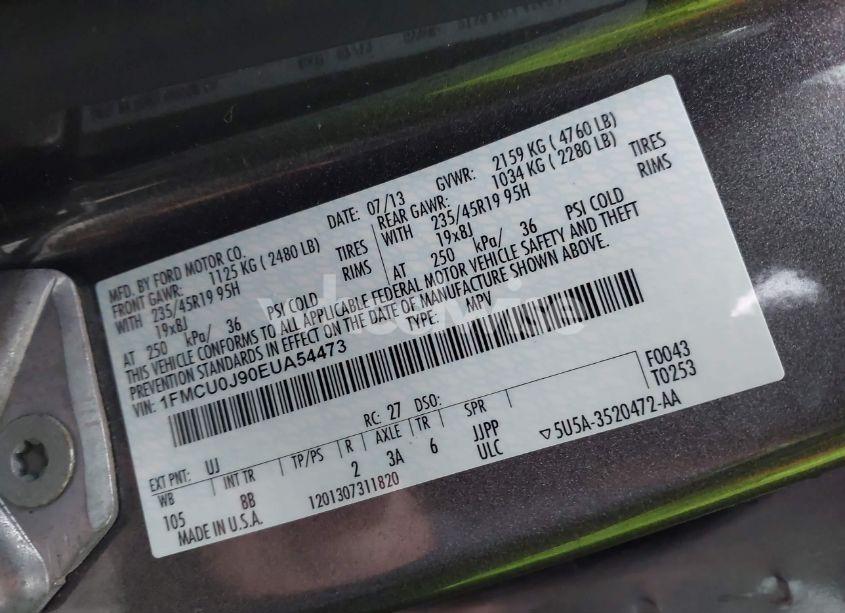 MFD. BY FORD MOTOR CO.
DATE: 07/13 GVWR: 2159 KG ( 4760 LB)
FRONT GAWR: 1125 KG ( 2480 LB) REAR GAWR: 1034 KG ( 2280 LB)
WITH 235/45R19 95H TIRES WITH 235/45R19 95H TIRES
19x8J RIMS 19x8J RIMS
AT 250 kPa/ 36 PSI COLD AT 250 kPa/ 36 PSI COLD
THIS VEHICLE CONFORMS TO ALL APPLICABLE FEDERAL MOTOR VEHICLE SAFETY AND THEFT
PREVENTION STANDARDS IN EFFECT ON THE DATE OF MANUFACTURE SHOWN ABOVE.
VIN: 1FMCU0J90EUA54473 TYPE: MPV
F0043
T0253
EXT PNT: UJ RC: 27 DSO:
WB INT TR TP/PS R AXLE TR SPR
105 8B 2 3A 6 JJPP
ULC
▽5U5A-3520472-AA
MADE IN U.S.A. 1201307311820